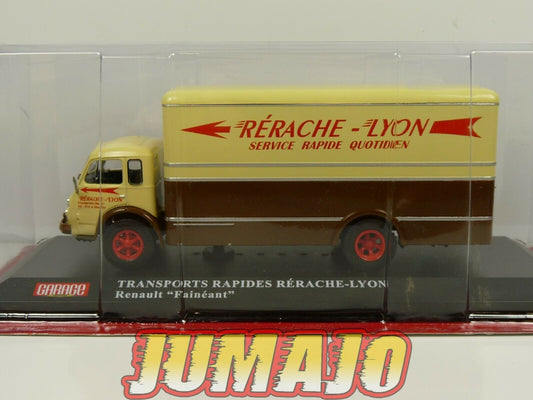 RÉRACHE - LYON
SERVICE RAPIDE QUOTIDIEN
RÉRACHE - LYON
GARAGE
TRANSPORTS RAPIDES RÉRACHE-LYON
Renault "Fainéant"
JUMAJO